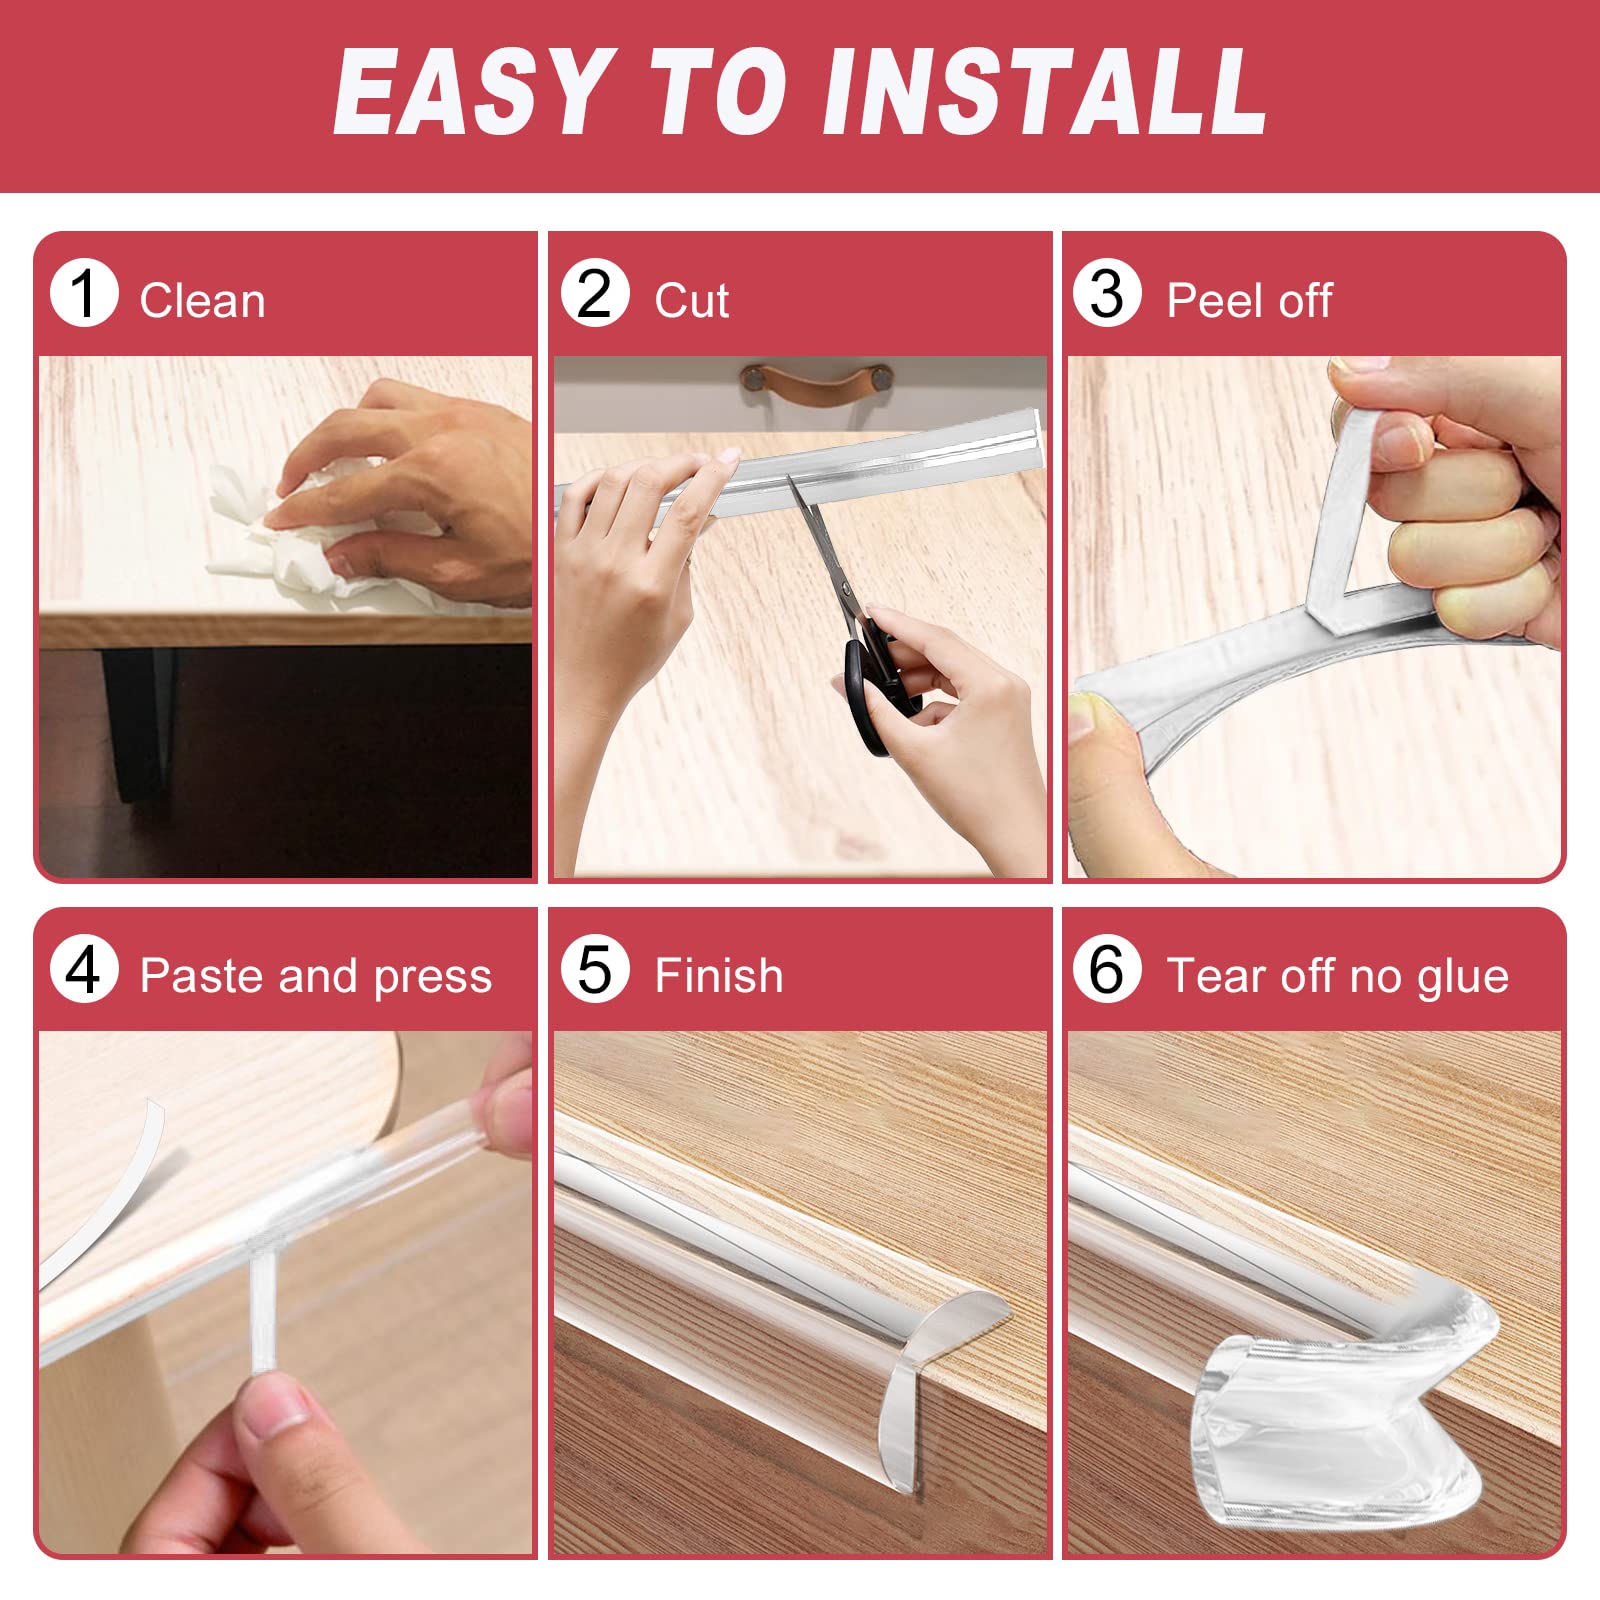 EASY TO INSTALL
1 Clean
2 Cut
3 Peel off
4 Paste and press
5 Finish
6 Tear off no glue